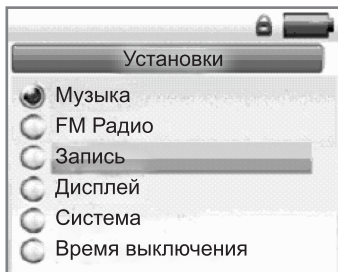 Установки
Музыка
FM Радио
Запись
Дисплей
Система
Время выключения